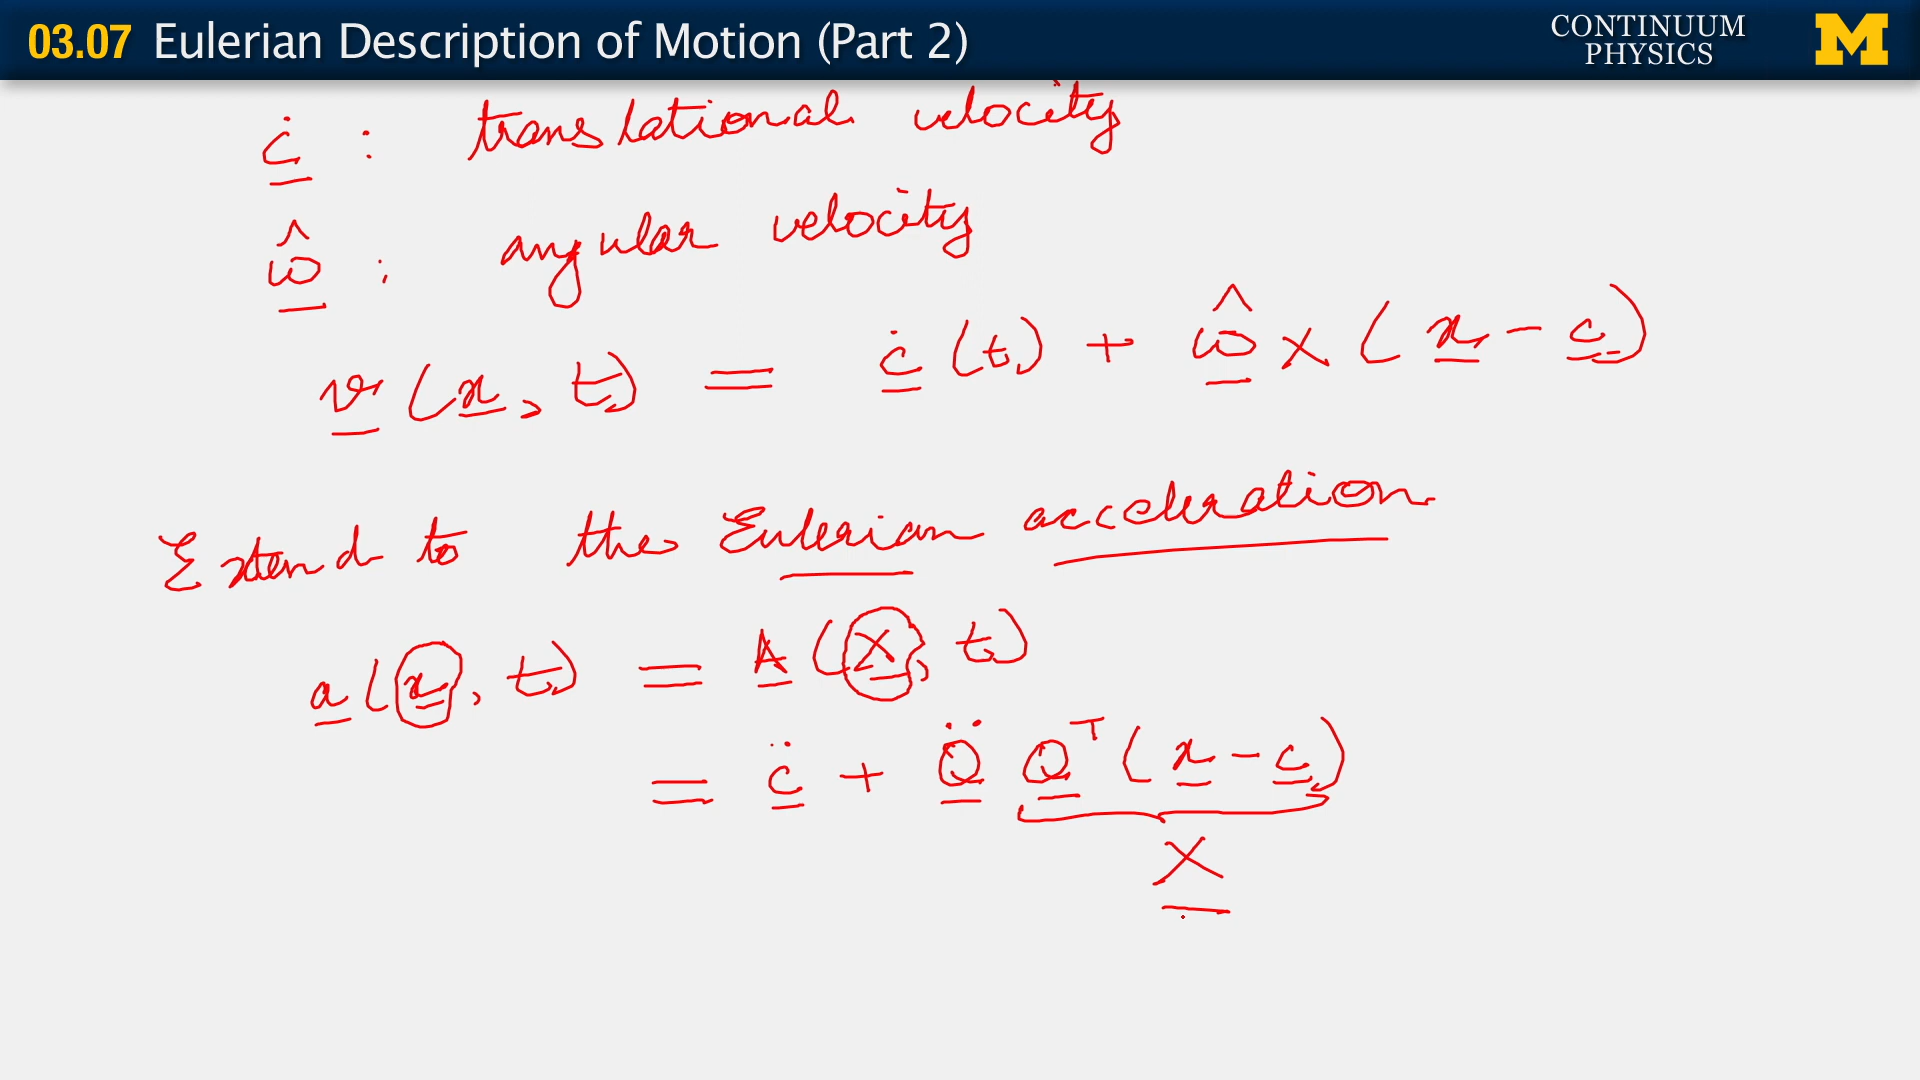 03.07 Eulerian Description of Motion (Part 2)
CONTINUUM
PHYSICS
M
ċ : translational velocity
ω̂ : angular velocity
v(x, t) = ċ(t) + ω̂ × (x − c)
Extend to the Eulerian acceleration
a(x, t) = A(X, t)
= c̈ + Q̈ Qᵀ(x − c)
X